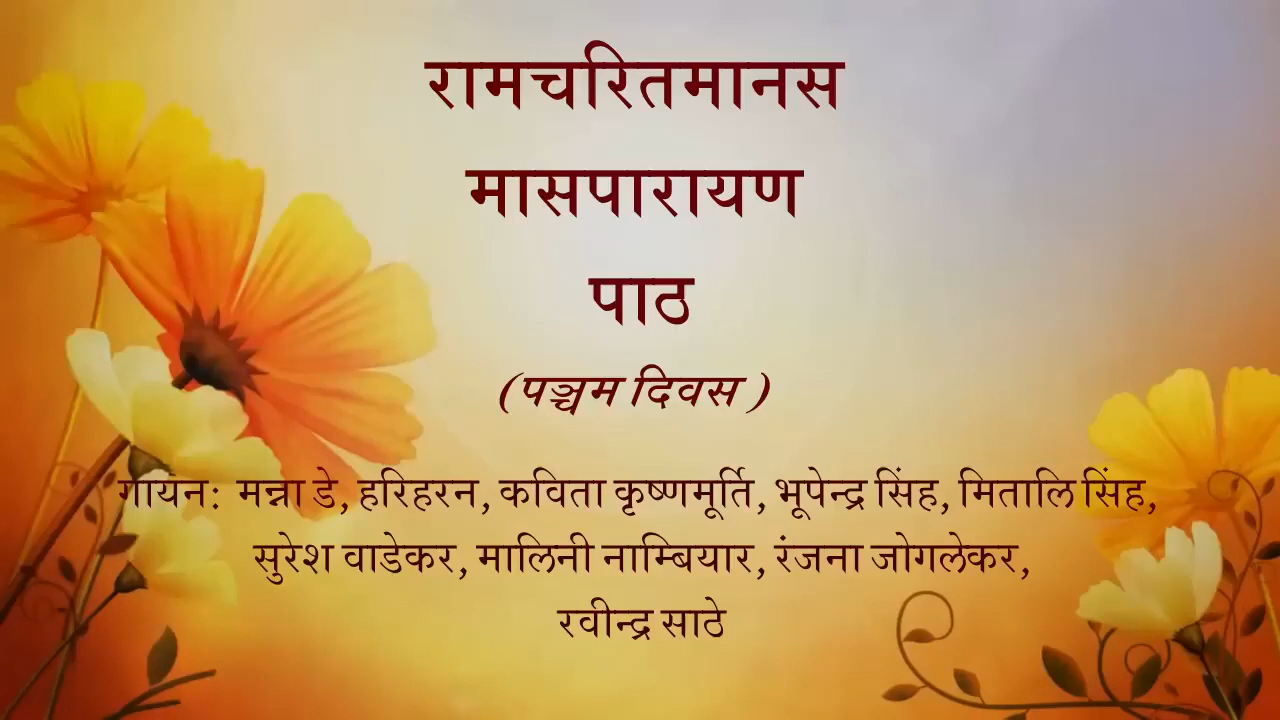 रामचरितमानस
मासपारायण
पाठ
(पञ्चम दिवस )
गायन: मन्ना डे, हरिहरन, कविता कृष्णमूर्ति, भूपेन्द्र सिंह, मितालि सिंह,
सुरेश वाडेकर, मालिनी नाम्बियार, रंजना जोगलेकर,
रवीन्द्र साठे